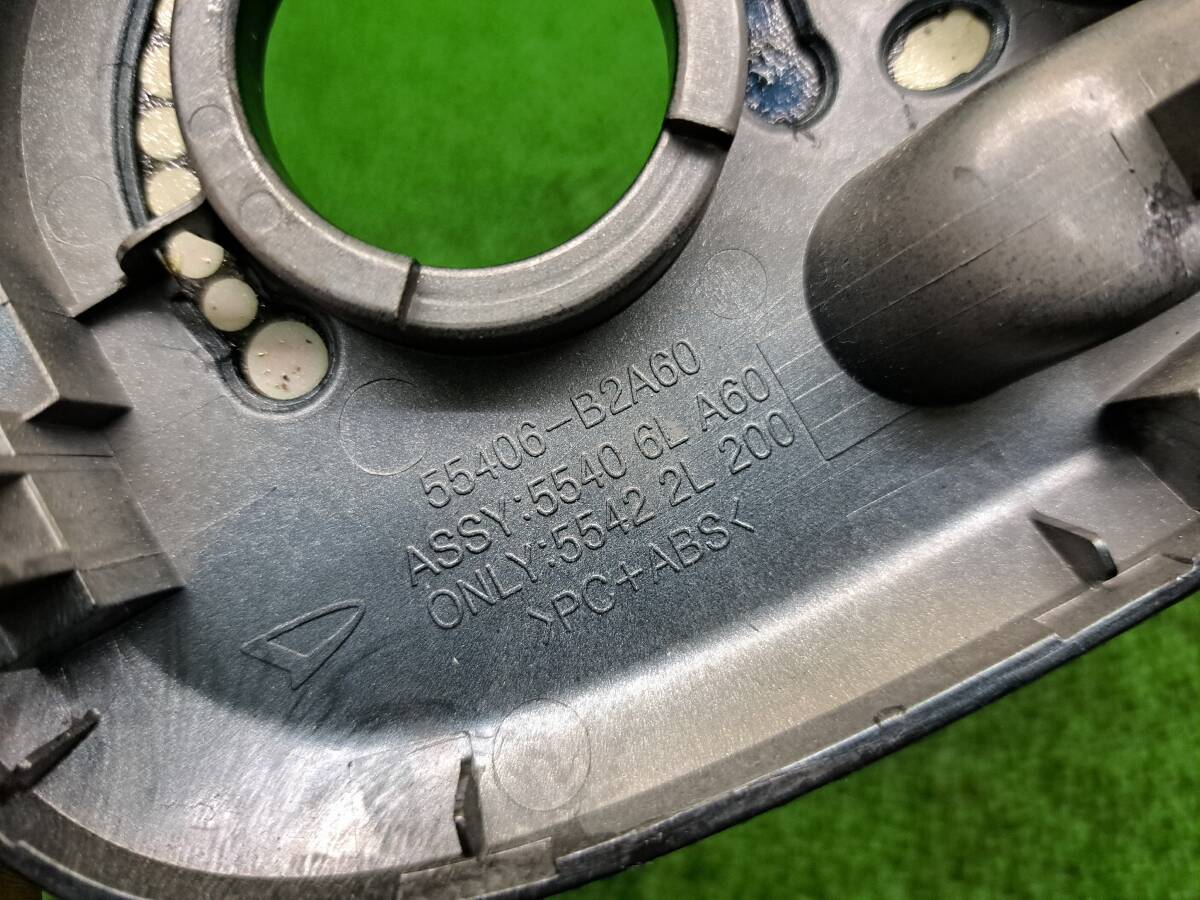 55406-B2A60
ASSY:5540 6L A60
ONLY:5542 2L 200
>PC+ABS<